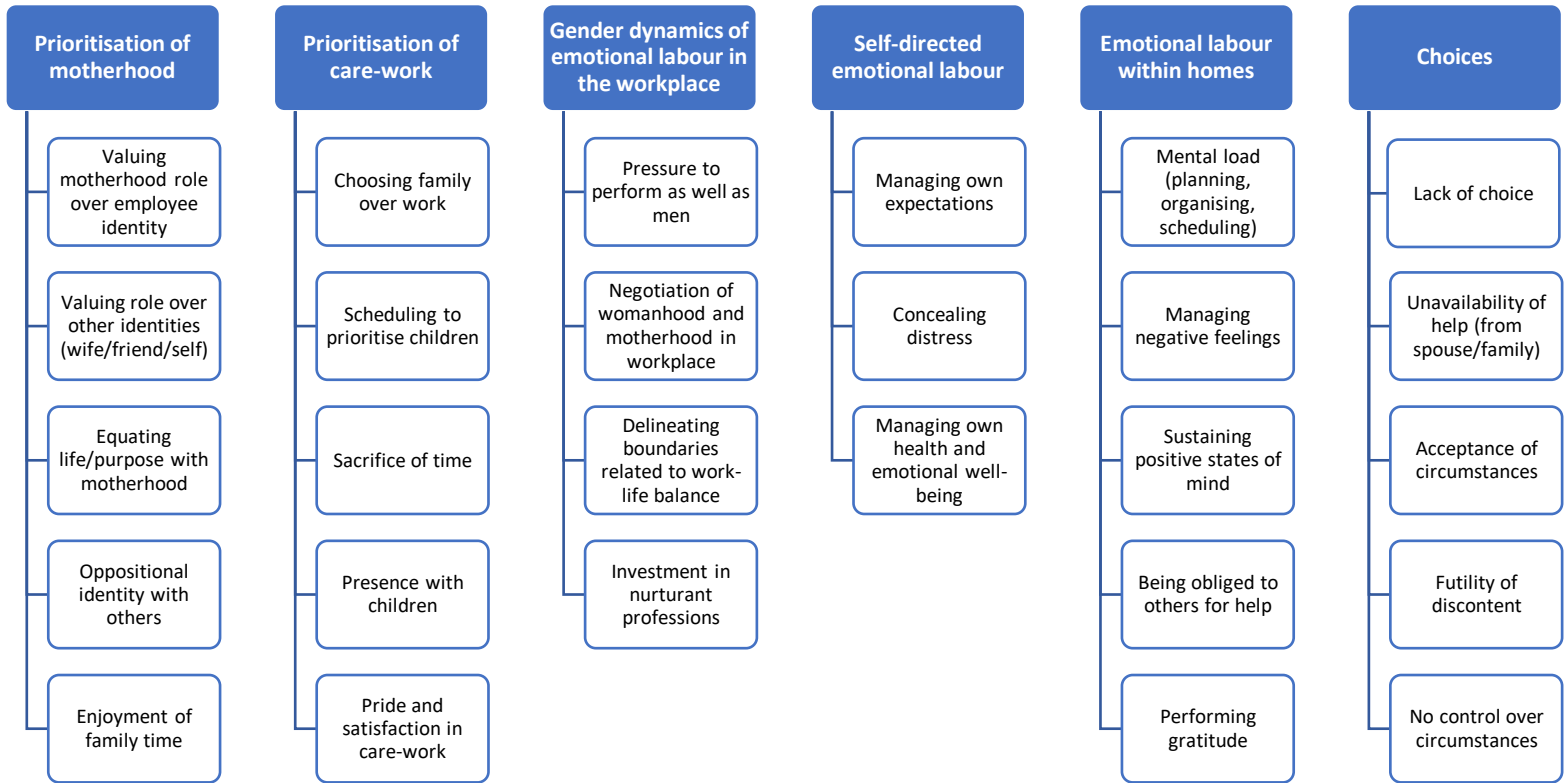 Prioritisation of
motherhood
Valuing
motherhood role
over employee
identity
Valuing role over
other identities
(wife/friend/self)
Equating
life/purpose with
motherhood
Oppositional
identity with
others
Enjoyment of
family time
Prioritisation of
care-work
Choosing family
over work
Scheduling to
prioritise children
Sacrifice of time
Presence with
children
Pride and
satisfaction in
care-work
Gender dynamics of
emotional labour in
the workplace
Pressure to
perform as well as
men
Negotiation of
womanhood and
motherhood in
workplace
Delineating
boundaries
related to work-
life balance
Investment in
nurturant
professions
Self-directed
emotional labour
Managing own
expectations
Concealing
distress
Managing own
health and
emotional well-
being
Emotional labour
within homes
Mental load
(planning,
organising,
scheduling)
Managing
negative feelings
Sustaining
positive states of
mind
Being obliged to
others for help
Performing
gratitude
Choices
Lack of choice
Unavailability of
help (from
spouse/family)
Acceptance of
circumstances
Futility of
discontent
No control over
circumstances